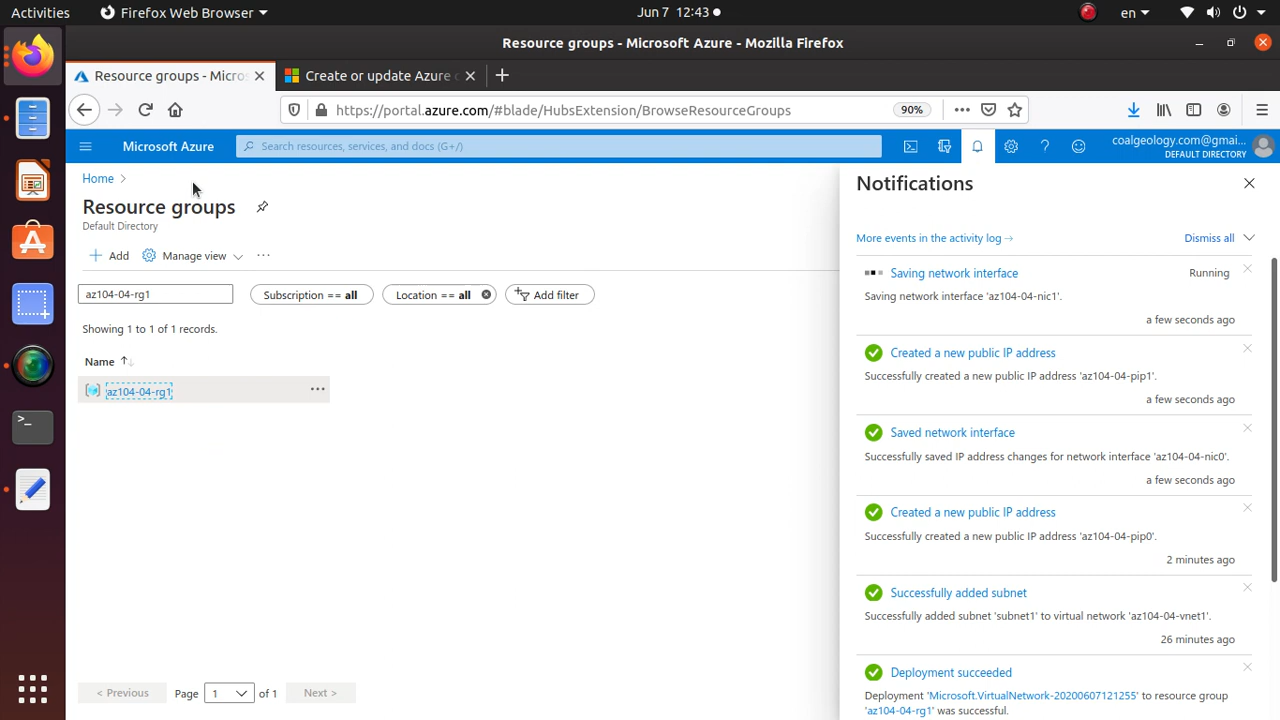 Activities
Firefox Web Browser
Jun 7 12:43
en
Resource groups - Microsoft Azure - Mozilla Firefox
Resource groups - Micros
Create or update Azure c
https://portal.azure.com/#blade/HubsExtension/BrowseResourceGroups
90%
Microsoft Azure
Search resources, services, and docs (G+/)
coalgeology.com@gmai...
DEFAULT DIRECTORY
Home
Resource groups
Default Directory
Add
Manage view
az104-04-rg1
Subscription == all
Location == all
Add filter
Showing 1 to 1 of 1 records.
Name
az104-04-rg1
< Previous
Page
1
of 1
Next >
Notifications
More events in the activity log →
Dismiss all
Saving network interface
Running
Saving network interface 'az104-04-nic1'.
a few seconds ago
Created a new public IP address
Successfully created a new public IP address 'az104-04-pip1'.
a few seconds ago
Saved network interface
Successfully saved IP address changes for network interface 'az104-04-nic0'.
a few seconds ago
Created a new public IP address
Successfully created a new public IP address 'az104-04-pip0'.
2 minutes ago
Successfully added subnet
Successfully added subnet 'subnet1' to virtual network 'az104-04-vnet1'.
26 minutes ago
Deployment succeeded
Deployment 'Microsoft.VirtualNetwork-20200607121255' to resource group
'az104-04-rg1' was successful.